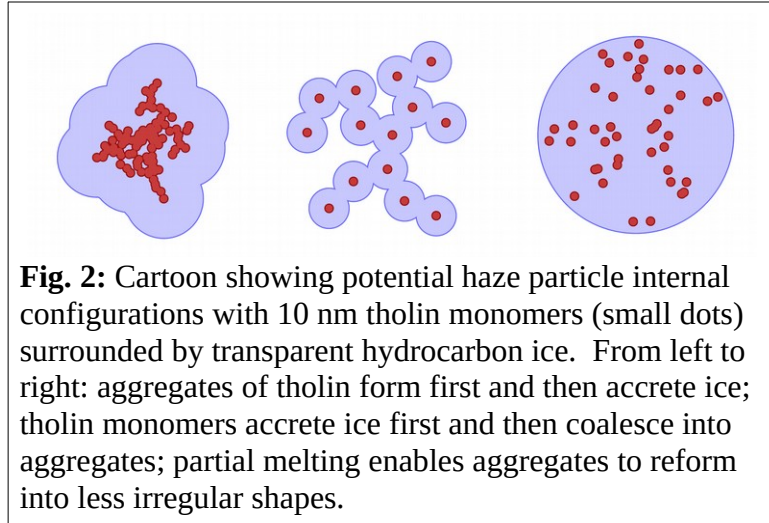 Fig. 2: Cartoon showing potential haze particle internal
configurations with 10 nm tholin monomers (small dots)
surrounded by transparent hydrocarbon ice.  From left to
right: aggregates of tholin form first and then accrete ice;
tholin monomers accrete ice first and then coalesce into
aggregates; partial melting enables aggregates to reform
into less irregular shapes.